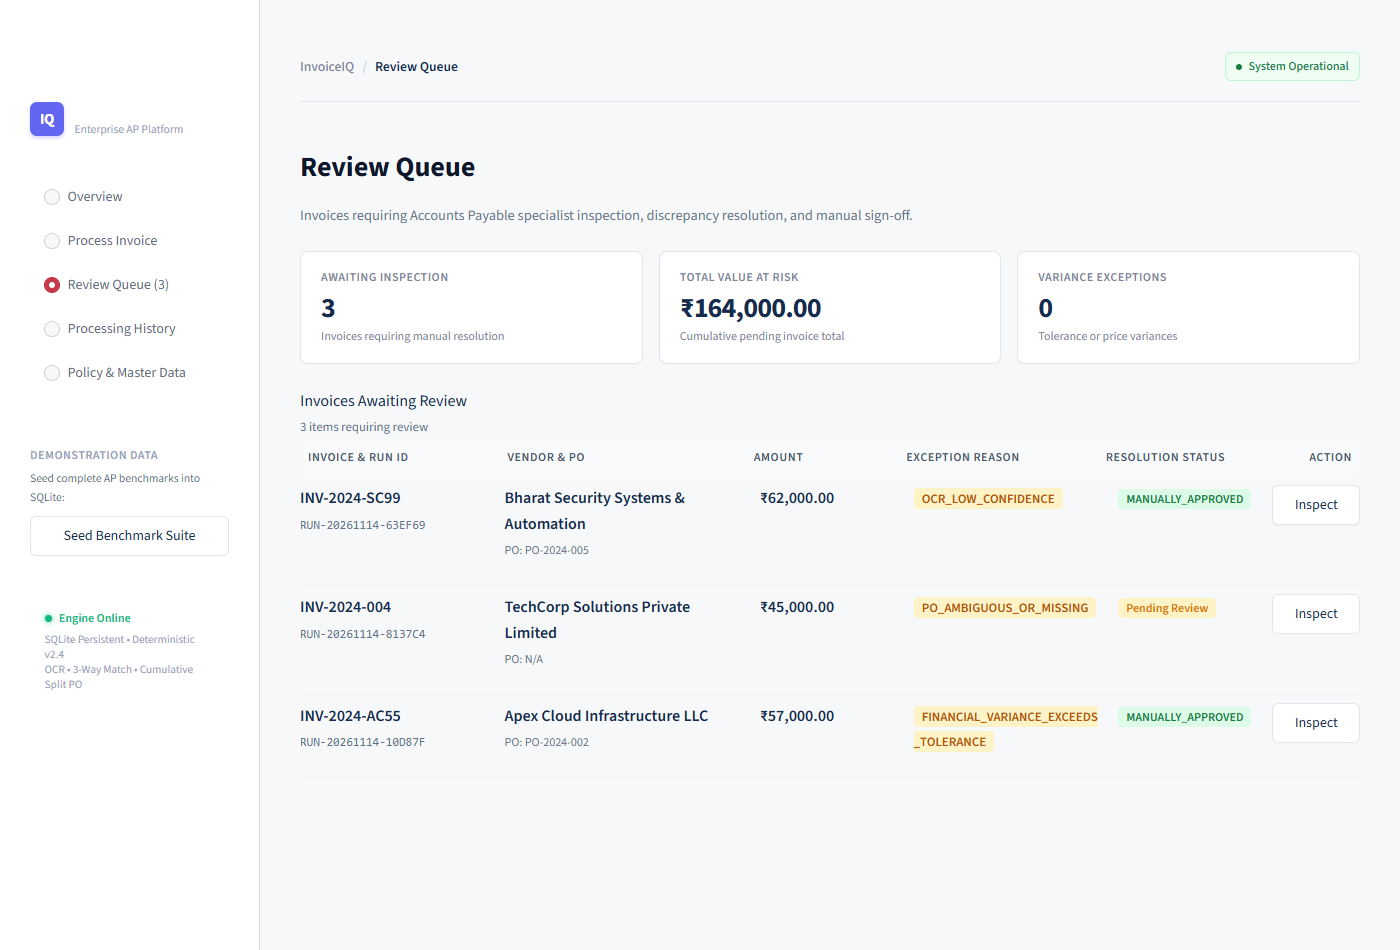 IQ
Enterprise AP Platform
Overview
Process Invoice
Review Queue (3)
Processing History
Policy & Master Data
DEMONSTRATION DATA
Seed complete AP benchmarks into
SQLite:
Seed Benchmark Suite
Engine Online
SQLite Persistent • Deterministic
v2.4
OCR • 3-Way Match • Cumulative
Split PO
InvoiceIQ / Review Queue
System Operational
Review Queue
Invoices requiring Accounts Payable specialist inspection, discrepancy resolution, and manual sign-off.
AWAITING INSPECTION
3
Invoices requiring manual resolution
TOTAL VALUE AT RISK
₹164,000.00
Cumulative pending invoice total
VARIANCE EXCEPTIONS
0
Tolerance or price variances
Invoices Awaiting Review
3 items requiring review
INVOICE & RUN ID VENDOR & PO AMOUNT EXCEPTION REASON RESOLUTION STATUS ACTION
INV-2024-SC99 Bharat Security Systems & ₹62,000.00 OCR_LOW_CONFIDENCE MANUALLY_APPROVED Inspect
RUN-20261114-63EF69 Automation
PO: PO-2024-005
INV-2024-004 TechCorp Solutions Private ₹45,000.00 PO_AMBIGUOUS_OR_MISSING Pending Review Inspect
RUN-20261114-8137C4 Limited
PO: N/A
INV-2024-AC55 Apex Cloud Infrastructure LLC ₹57,000.00 FINANCIAL_VARIANCE_EXCEEDS MANUALLY_APPROVED Inspect
RUN-20261114-10D87F PO: PO-2024-002 _TOLERANCE